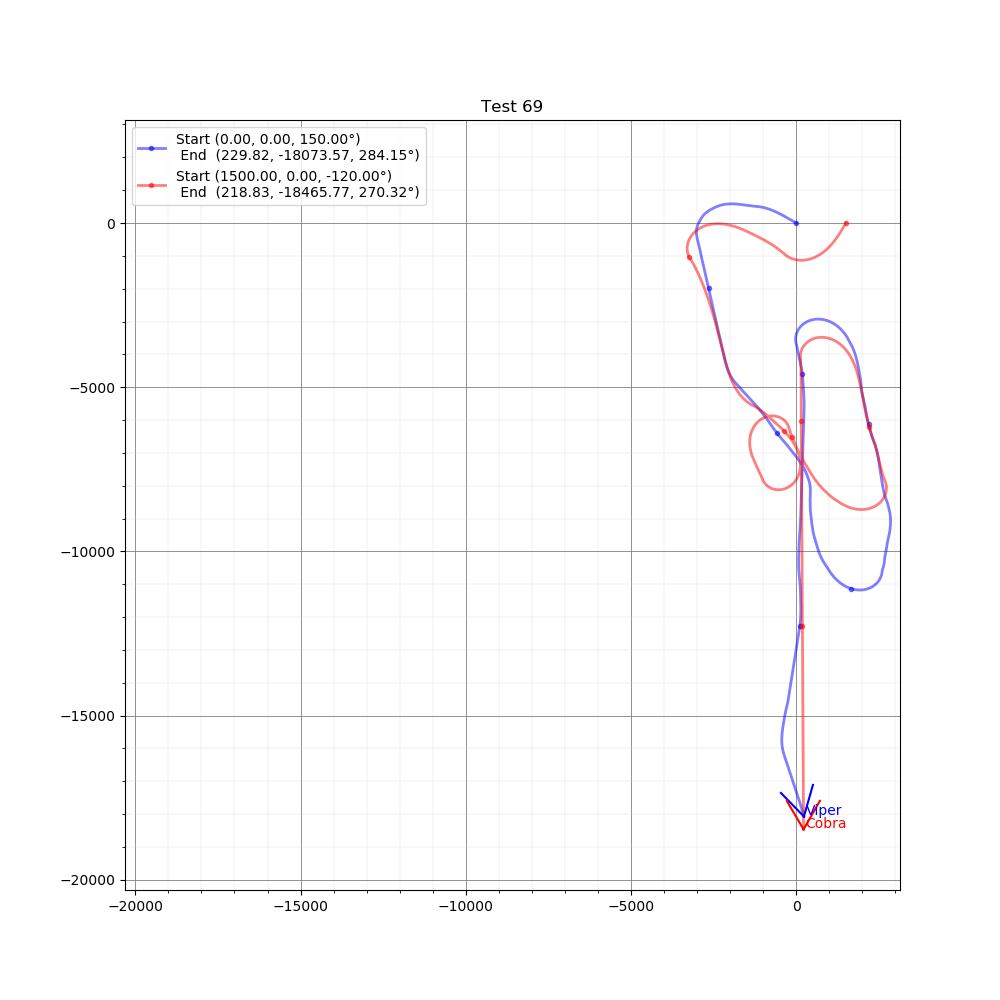 Test 69
Start (0.00, 0.00, 150.00°)
End (229.82, -18073.57, 284.15°)
Start (1500.00, 0.00, -120.00°)
End (218.83, -18465.77, 270.32°)
0
−5000
−10000
−15000
−20000
Viper
Cobra
−20000 −15000 −10000 −5000 0